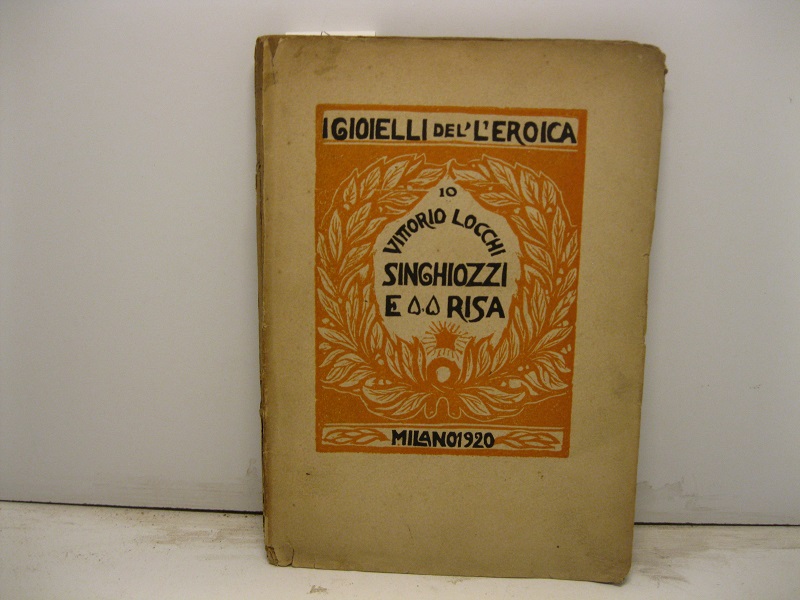 I GIOIELLI DEL' L'EROICA
10
VITTORIO LOCCHI
SINGHIOZZI
E RISA
MILANO 1920